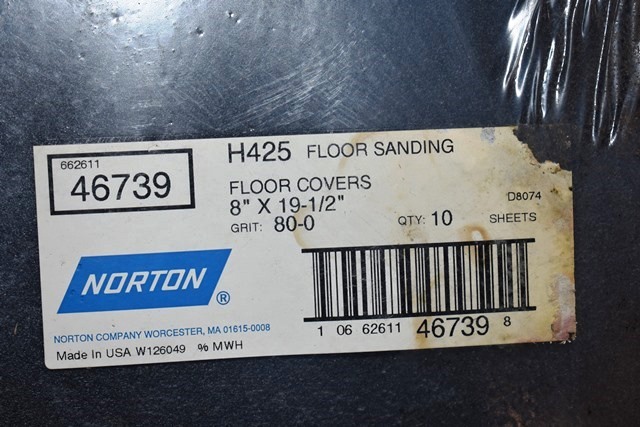 662611
46739
H425 FLOOR SANDING
FLOOR COVERS
8" X 19-1/2"
D8074
GRIT: 80-0 QTY: 10 SHEETS
NORTON®
NORTON COMPANY WORCESTER, MA 01615-0008
Made In USA W126049 % MWH
1 06 62611 46739 8